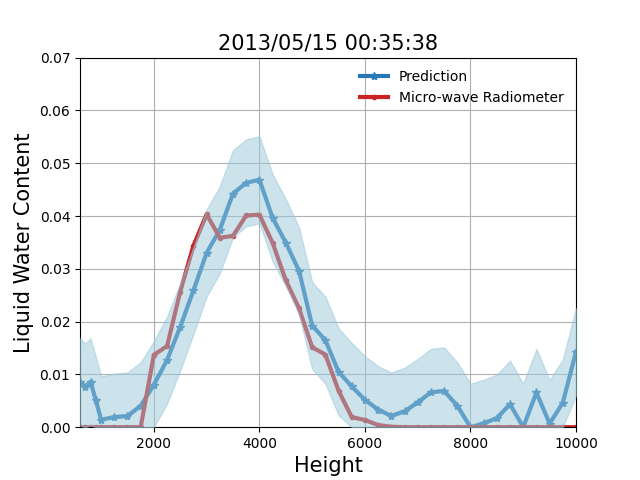 2013/05/15 00:35:38
0.07
0.06
0.05
0.04
0.03
0.02
0.01
0.00
Liquid Water Content
Prediction
Micro-wave Radiometer
2000 4000 6000 8000 10000
Height